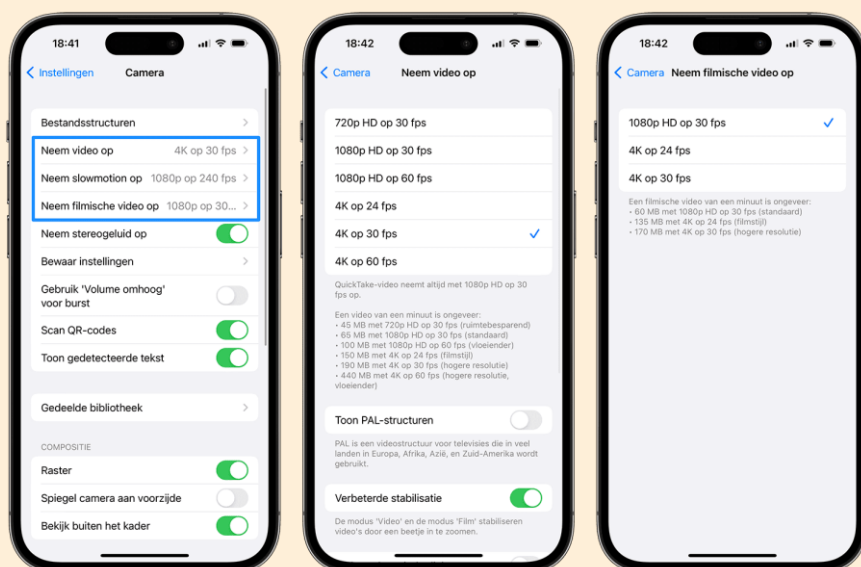 18:41
Instellingen
Camera
Bestandsstructuren
Neem video op 4K op 30 fps
Neem slowmotion op 1080p op 240 fps
Neem filmische video op 1080p op 30...
Neem stereogeluid op
Bewaar instellingen
Gebruik 'Volume omhoog'
voor burst
Scan QR-codes
Toon gedetecteerde tekst
Gedeelde bibliotheek
COMPOSITIE
Raster
Spiegel camera aan voorzijde
Bekijk buiten het kader
18:42
Camera
Neem video op
720p HD op 30 fps
1080p HD op 30 fps
1080p HD op 60 fps
4K op 24 fps
4K op 30 fps
4K op 60 fps
QuickTake-video neemt altijd met 1080p HD op 30
fps op.
Een video van een minuut is ongeveer:
• 45 MB met 720p HD op 30 fps (ruimtebesparend)
• 65 MB met 1080p HD op 30 fps (standaard)
• 100 MB met 1080p HD op 60 fps (vloeiender)
• 150 MB met 4K op 24 fps (filmstijl)
• 190 MB met 4K op 30 fps (hogere resolutie)
• 440 MB met 4K op 60 fps (hogere resolutie,
vloeiender)
Toon PAL-structuren
PAL is een videostructuur voor televisies die in veel
landen in Europa, Afrika, Azië, en Zuid-Amerika wordt
gebruikt.
Verbeterde stabilisatie
De modus 'Video' en de modus 'Film' stabiliseren
video's door een beetje in te zoomen.
18:42
Camera
Neem filmische video op
1080p HD op 30 fps
4K op 24 fps
4K op 30 fps
Een filmische video van een minuut is ongeveer:
• 60 MB met 1080p HD op 30 fps (standaard)
• 135 MB met 4K op 24 fps (filmstijl)
• 170 MB met 4K op 30 fps (hogere resolutie)